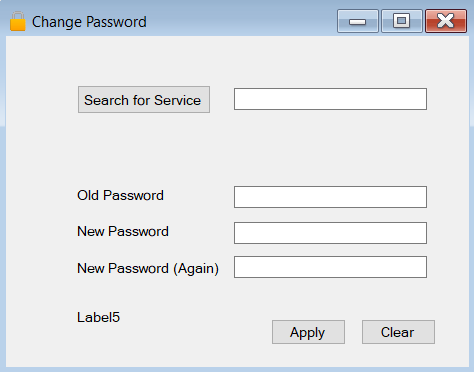 Change Password
Search for Service
Old Password
New Password
New Password (Again)
Label5
Apply Clear